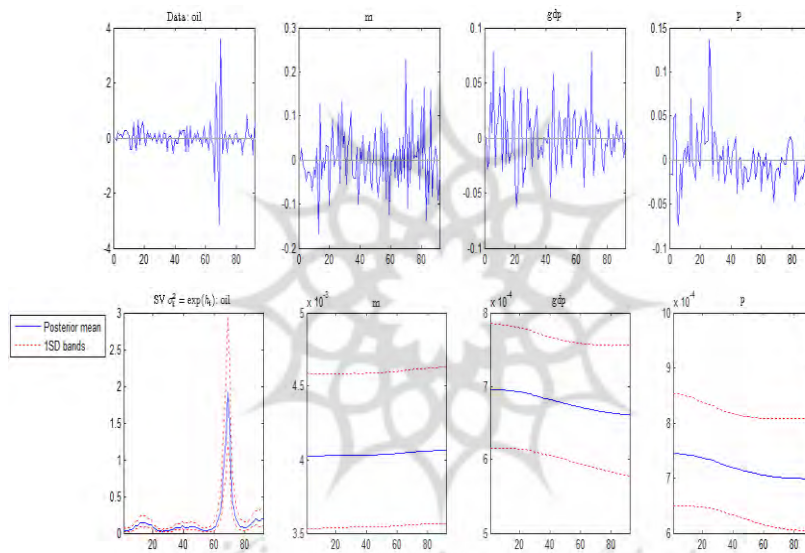 Data: oil
4
2
0
-2
-4
0 20 40 60 80
m
0.3
0.2
0.1
0
-0.1
-0.2
0 20 40 60 80
gdp
0.1
0.05
0
-0.05
-0.1
0 20 40 60 80
p
0.15
0.1
0.05
0
-0.05
-0.1
0 20 40 60 80
Posterior mean
1SD bands
SV σ_t^2 = exp(h_t): oil
3
2.5
2
1.5
1
0.5
0
20 40 60 80
m
x 10^-3
5
4.5
4
3.5
20 40 60 80
gdp
x 10^-4
8
7
6
5
20 40 60 80
p
x 10^-4
10
9
8
7
6
20 40 60 80